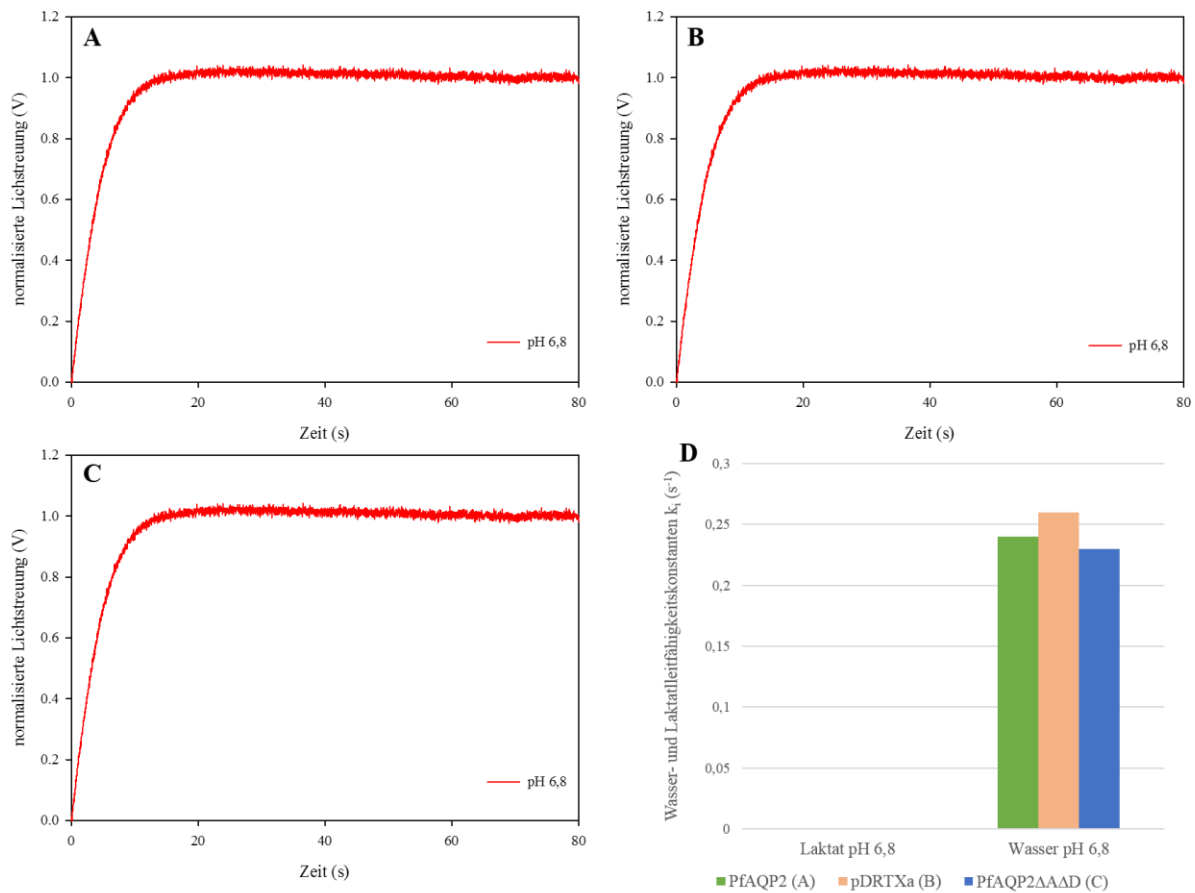 A
1.2
1.0
0.8
0.6
0.4
0.2
0.0
normalisierte Lichstreuung (V)
pH 6,8
0
20
40
60
80
Zeit (s)
B
1.2
1.0
0.8
0.6
0.4
0.2
0.0
normalisierte Lichstreuung (V)
pH 6,8
0
20
40
60
80
Zeit (s)
C
1.2
1.0
0.8
0.6
0.4
0.2
0.0
normalisierte Lichtstreuung (V)
pH 6,8
0
20
40
60
80
Zeit (s)
D
0,3
0,25
0,2
0,15
0,1
0,05
0
Wasser- und Laktatlleitfähigkeitskonstanten ki (s-1)
Laktat pH 6,8
Wasser pH 6,8
PfAQP2 (A)
pDRTXa (B)
PfAQP2ΔAΔD (C)